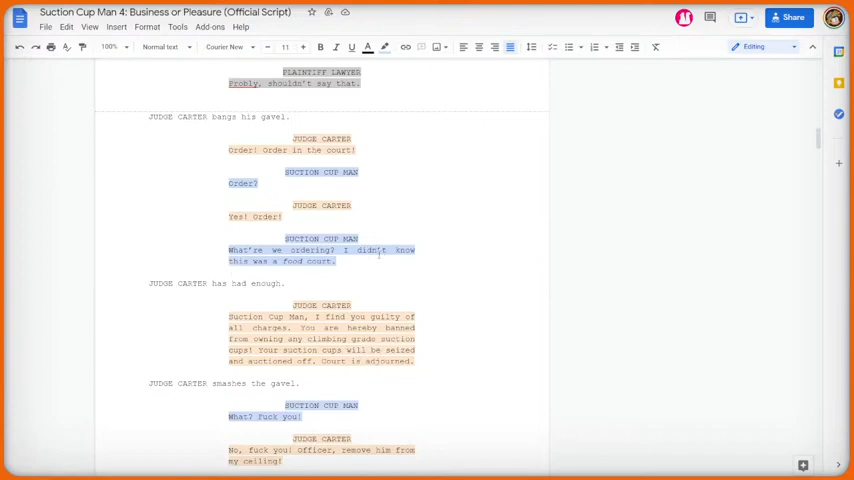 Suction Cup Man 4: Business or Pleasure (Official Script)
File Edit View Insert Format Tools Add-ons Help
Share
100% Normal text Courier New 11 B I U A Editing
PLAINTIFF LAWYER
Probly, shouldn't say that.
JUDGE CARTER bangs his gavel.
JUDGE CARTER
Order! Order in the court!
SUCTION CUP MAN
Order?
JUDGE CARTER
Yes! Order!
SUCTION CUP MAN
What're we ordering? I didn't know
this was a food court.
JUDGE CARTER has had enough.
JUDGE CARTER
Suction Cup Man, I find you guilty of
all charges. You are hereby banned
from owning any climbing grade suction
cups! Your suction cups will be seized
and auctioned off. Court is adjourned.
JUDGE CARTER smashes the gavel.
SUCTION CUP MAN
What? Fuck you!
JUDGE CARTER
No, fuck you! Officer, remove him from
my ceiling!